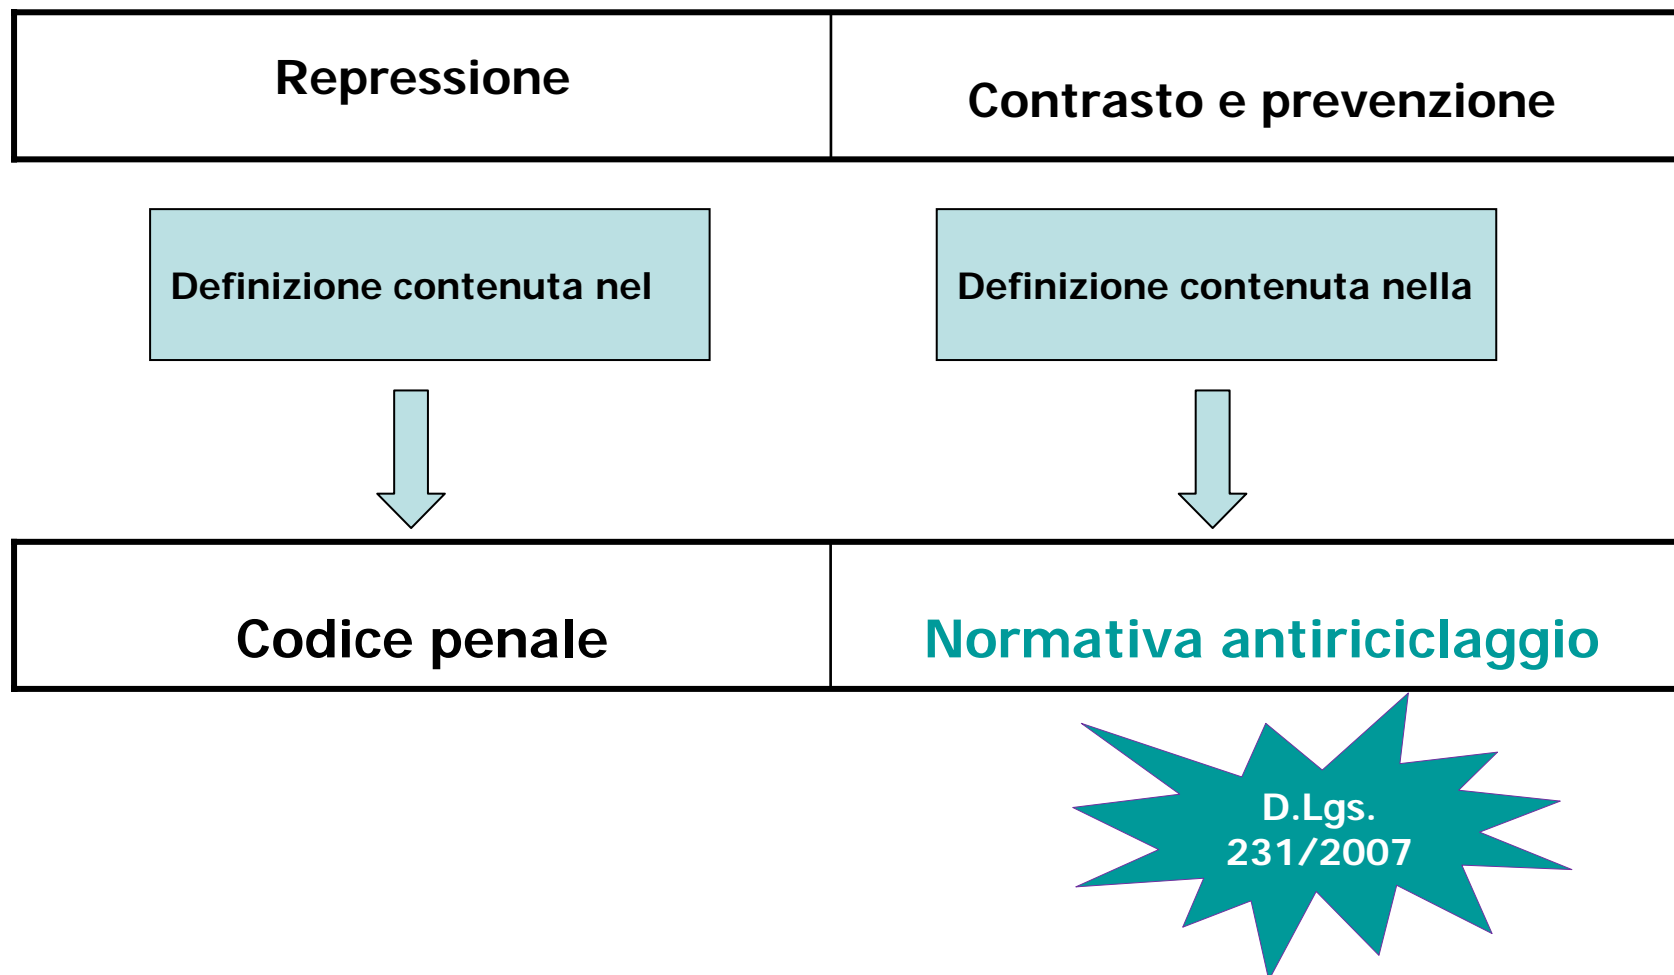 Repressione
Contrasto e prevenzione
Definizione contenuta nel
Definizione contenuta nella
Codice penale
Normativa antiriciclaggio
D.Lgs.
231/2007